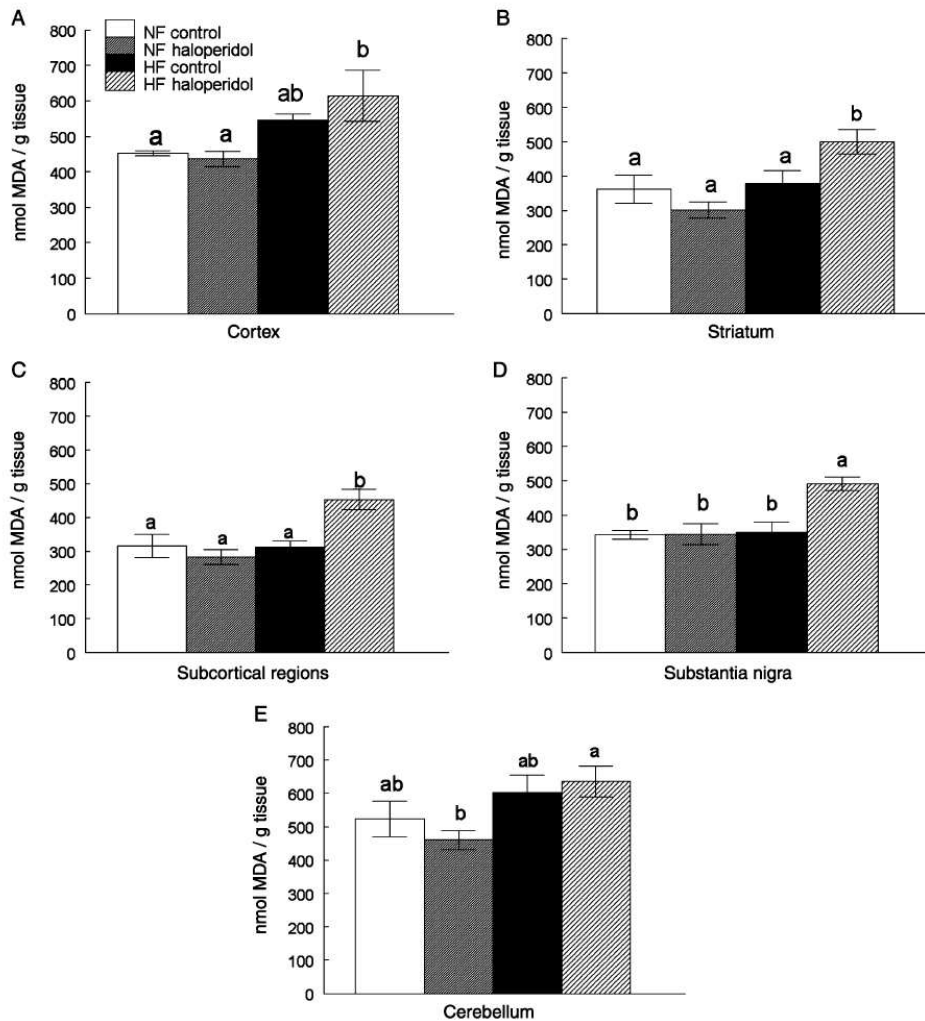 A
800
700
600
500
400
300
200
100
0
nmol MDA / g tissue
NF control
NF haloperidol
HF control
HF haloperidol
a
a
ab
b
Cortex
B
800
700
600
500
400
300
200
100
0
nmol MDA / g tissue
a
a
a
b
Striatum
C
800
700
600
500
400
300
200
100
0
nmol MDA / g tissue
a
a
a
b
Subcortical regions
D
800
700
600
500
400
300
200
100
0
nmol MDA / g tissue
b
b
b
a
Substantia nigra
E
800
700
600
500
400
300
200
100
0
nmol MDA / g tissue
ab
b
ab
a
Cerebellum